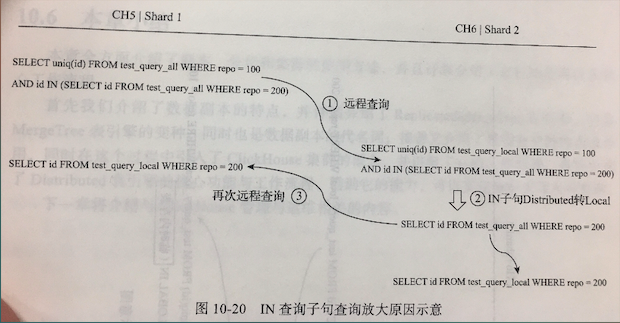 CH5 | Shard 1
CH6 | Shard 2
SELECT uniq(id) FROM test_query_all WHERE repo = 100
AND id IN (SELECT id FROM test_query_all WHERE repo = 200)
① 远程查询
SELECT uniq(id) FROM test_query_local WHERE repo = 100
AND id IN (SELECT id FROM test_query_all WHERE repo = 200)
SELECT id FROM test_query_local WHERE repo = 200
再次远程查询 ③
② IN子句Distributed转Local
SELECT id FROM test_query_all WHERE repo = 200
SELECT id FROM test_query_local WHERE repo = 200
图 10-20 IN 查询子句查询放大原因示意